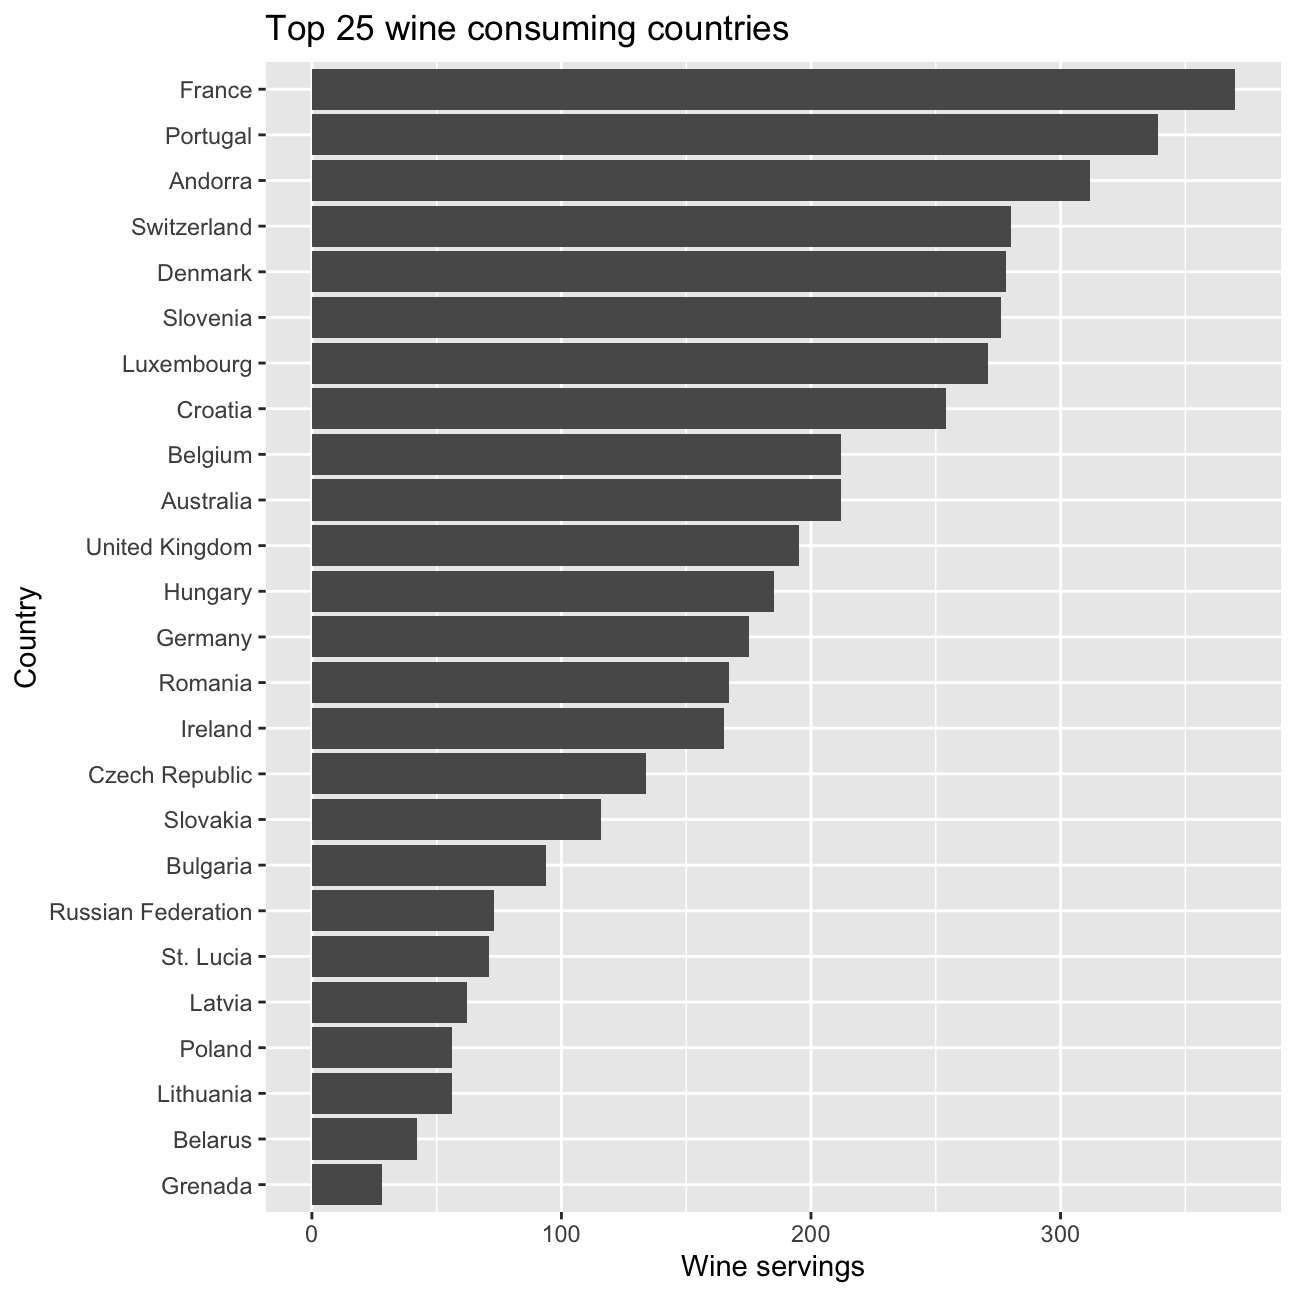 Top 25 wine consuming countries
France
Portugal
Andorra
Switzerland
Denmark
Slovenia
Luxembourg
Croatia
Belgium
Australia
United Kingdom
Hungary
Germany
Romania
Ireland
Czech Republic
Slovakia
Bulgaria
Russian Federation
St. Lucia
Latvia
Poland
Lithuania
Belarus
Grenada
Country
0 100 200 300
Wine servings